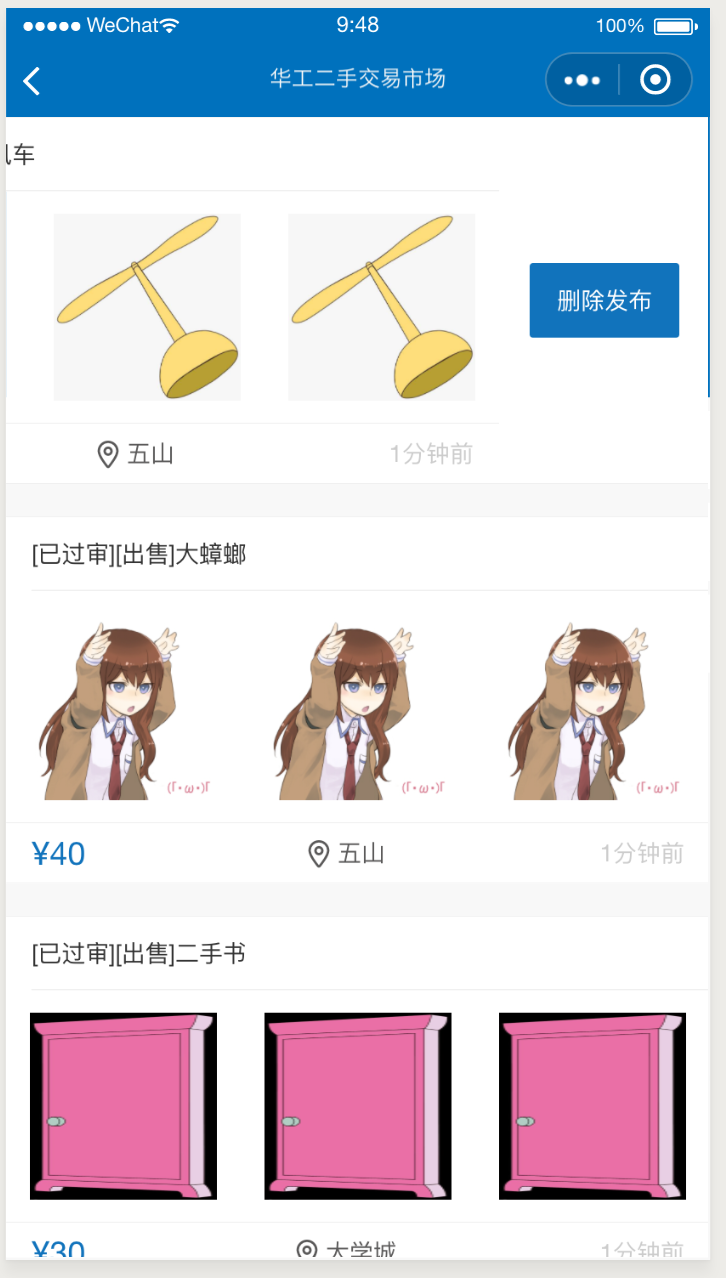 WeChat 9:48 100%
华工二手交易市场
车
删除发布
五山 1分钟前
[已过审][出售]大蟑螂
(Γ・ω・)Γ (Γ・ω・)Γ (Γ・ω・)Γ
¥40 五山 1分钟前
[已过审][出售]二手书
¥30 大学城 1分钟前